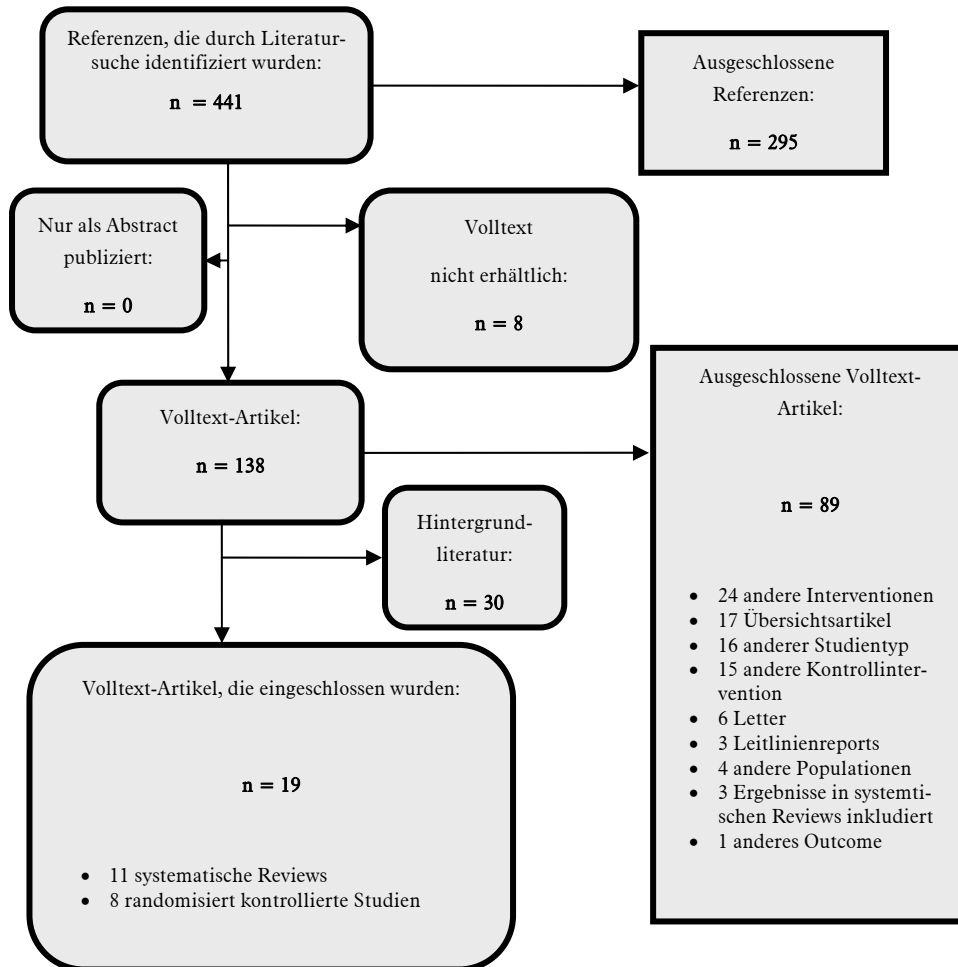 Referenzen, die durch Literatur-
suche identifiziert wurden:
n = 441
Ausgeschlossene
Referenzen:
n = 295
Nur als Abstract
publiziert:
n = 0
Volltext
nicht erhältlich:
n = 8
Volltext-Artikel:
n = 138
Ausgeschlossene Volltext-
Artikel:
n = 89
• 24 andere Interventionen
• 17 Übersichtsartikel
• 16 anderer Studientyp
• 15 andere Kontrollinter-
vention
• 6 Letter
• 3 Leitlinienreports
• 4 andere Populationen
• 3 Ergebnisse in systemti-
schen Reviews inkludiert
• 1 anderes Outcome
Hintergrund-
literatur:
n = 30
Volltext-Artikel, die eingeschlossen wurden:
n = 19
• 11 systematische Reviews
• 8 randomisiert kontrollierte Studien